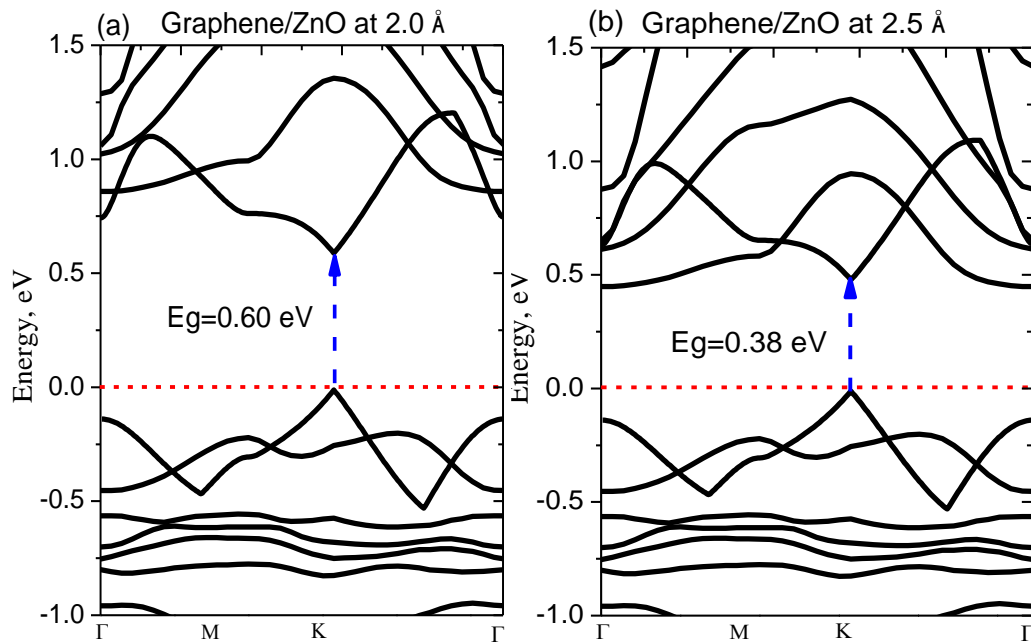 (a) Graphene/ZnO at 2.0 Å
1.5
1.0
0.5
0.0
-0.5
-1.0
Energy, eV
Eg=0.60 eV
Γ M K Γ
(b) Graphene/ZnO at 2.5 Å
1.5
1.0
0.5
0.0
-0.5
-1.0
Energy, eV
Eg=0.38 eV
Γ M K Γ